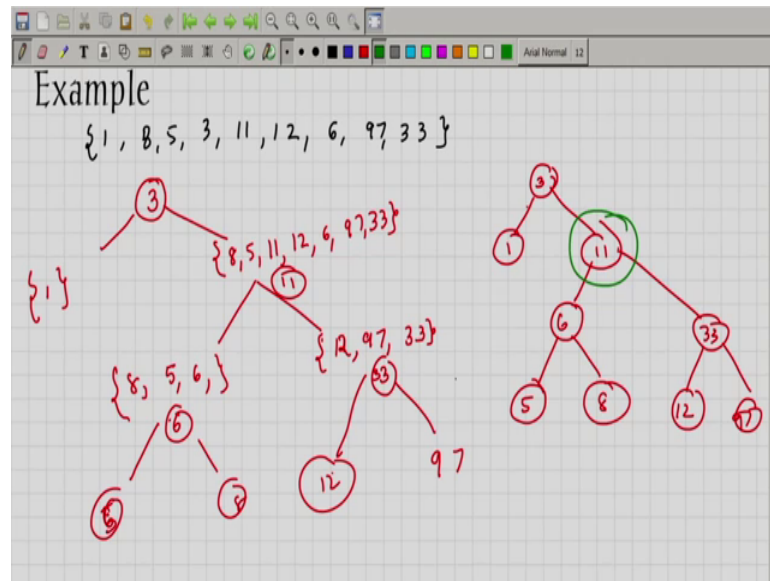 T
Arial Normal 12
Example
{1, 8, 5, 3, 11, 12, 6, 97, 33}
3
{1}
{8, 5, 11, 12, 6, 97, 33}
11
{8, 5, 6, }
{12, 97, 33}
6
33
8
12
97
3
1
11
6
33
5
8
12
97